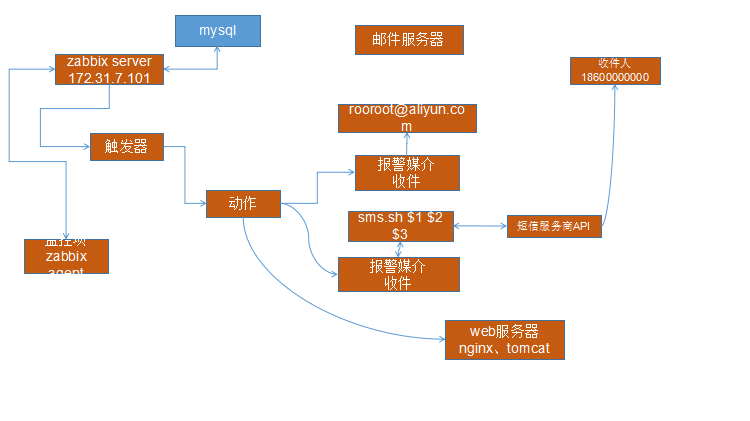 mysql
邮件服务器
zabbix server
172.31.7.101
收件人
18600000000
rooroot@aliyun.co
m
触发器
报警媒介
收件
动作
sms.sh $1 $2
$3
短信服务商API
监控项
zabbix
agent
报警媒介
收件
web服务器
nginx、tomcat